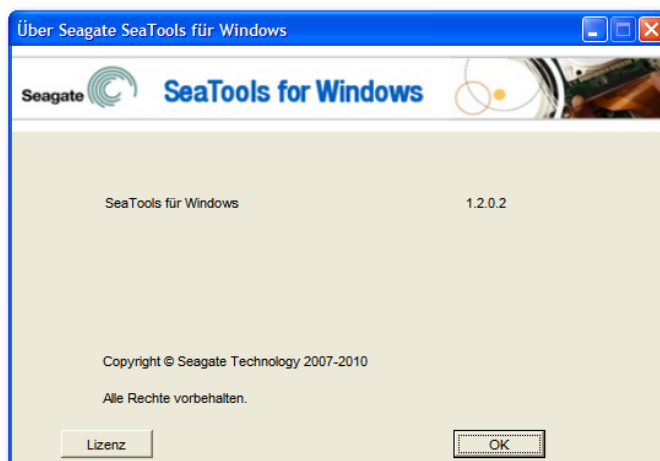 Über Seagate SeaTools für Windows
Seagate SeaTools for Windows
SeaTools für Windows 1.2.0.2
Copyright © Seagate Technology 2007-2010
Alle Rechte vorbehalten.
Lizenz OK